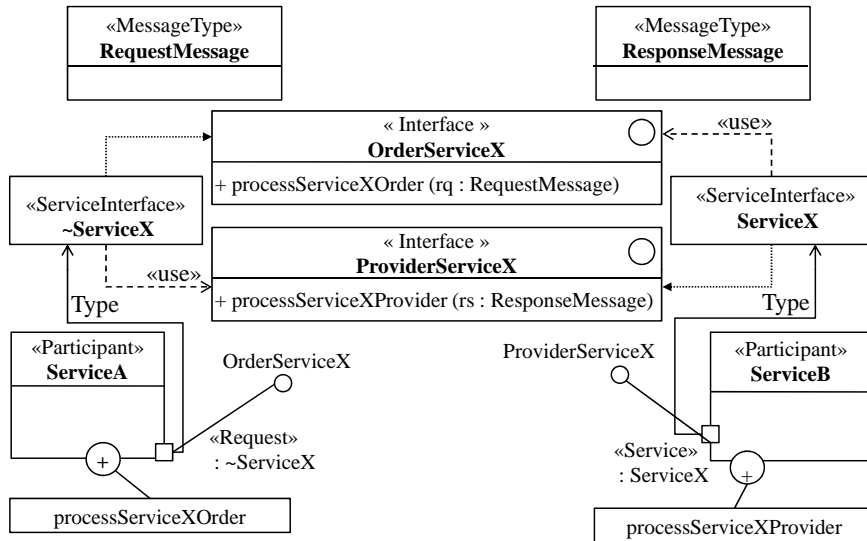 «MessageType»
RequestMessage
«MessageType»
ResponseMessage
« Interface »
OrderServiceX
+ processServiceXOrder (rq : RequestMessage)
«use»
«ServiceInterface»
~ServiceX
«ServiceInterface»
ServiceX
« Interface »
ProviderServiceX
+ processServiceXProvider (rs : ResponseMessage)
«use»
Type
Type
«Participant»
ServiceA
OrderServiceX
ProviderServiceX
«Participant»
ServiceB
«Request»
: ~ServiceX
«Service»
: ServiceX
+
+
processServiceXOrder
processServiceXProvider